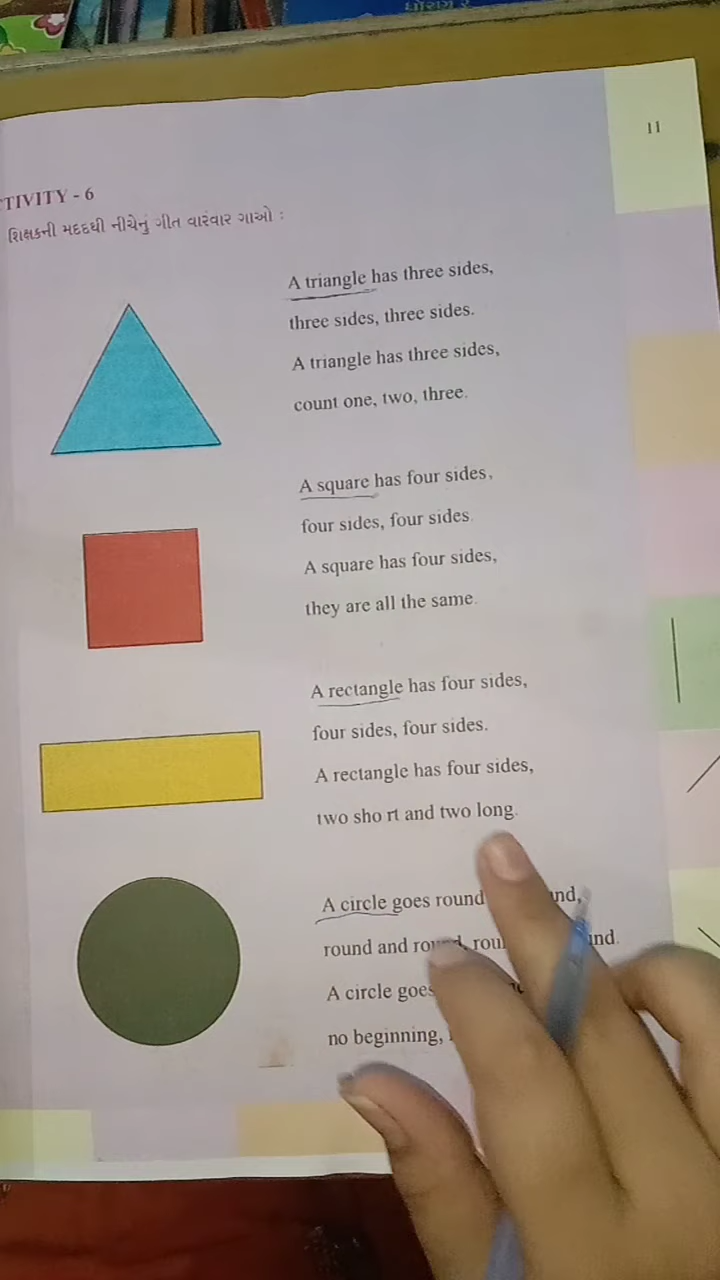 ધોરણ ૬
11
TIVITY - 6
શિક્ષકની મદદથી નીચેનું ગીત વારંવાર ગાઓ :
A triangle has three sides,
three sides, three sides.
A triangle has three sides,
count one, two, three.
A square has four sides,
four sides, four sides.
A square has four sides,
they are all the same.
A rectangle has four sides,
four sides, four sides.
A rectangle has four sides,
two sho rt and two long.
A circle goes round
round and round,
A circle goes
no beginning,